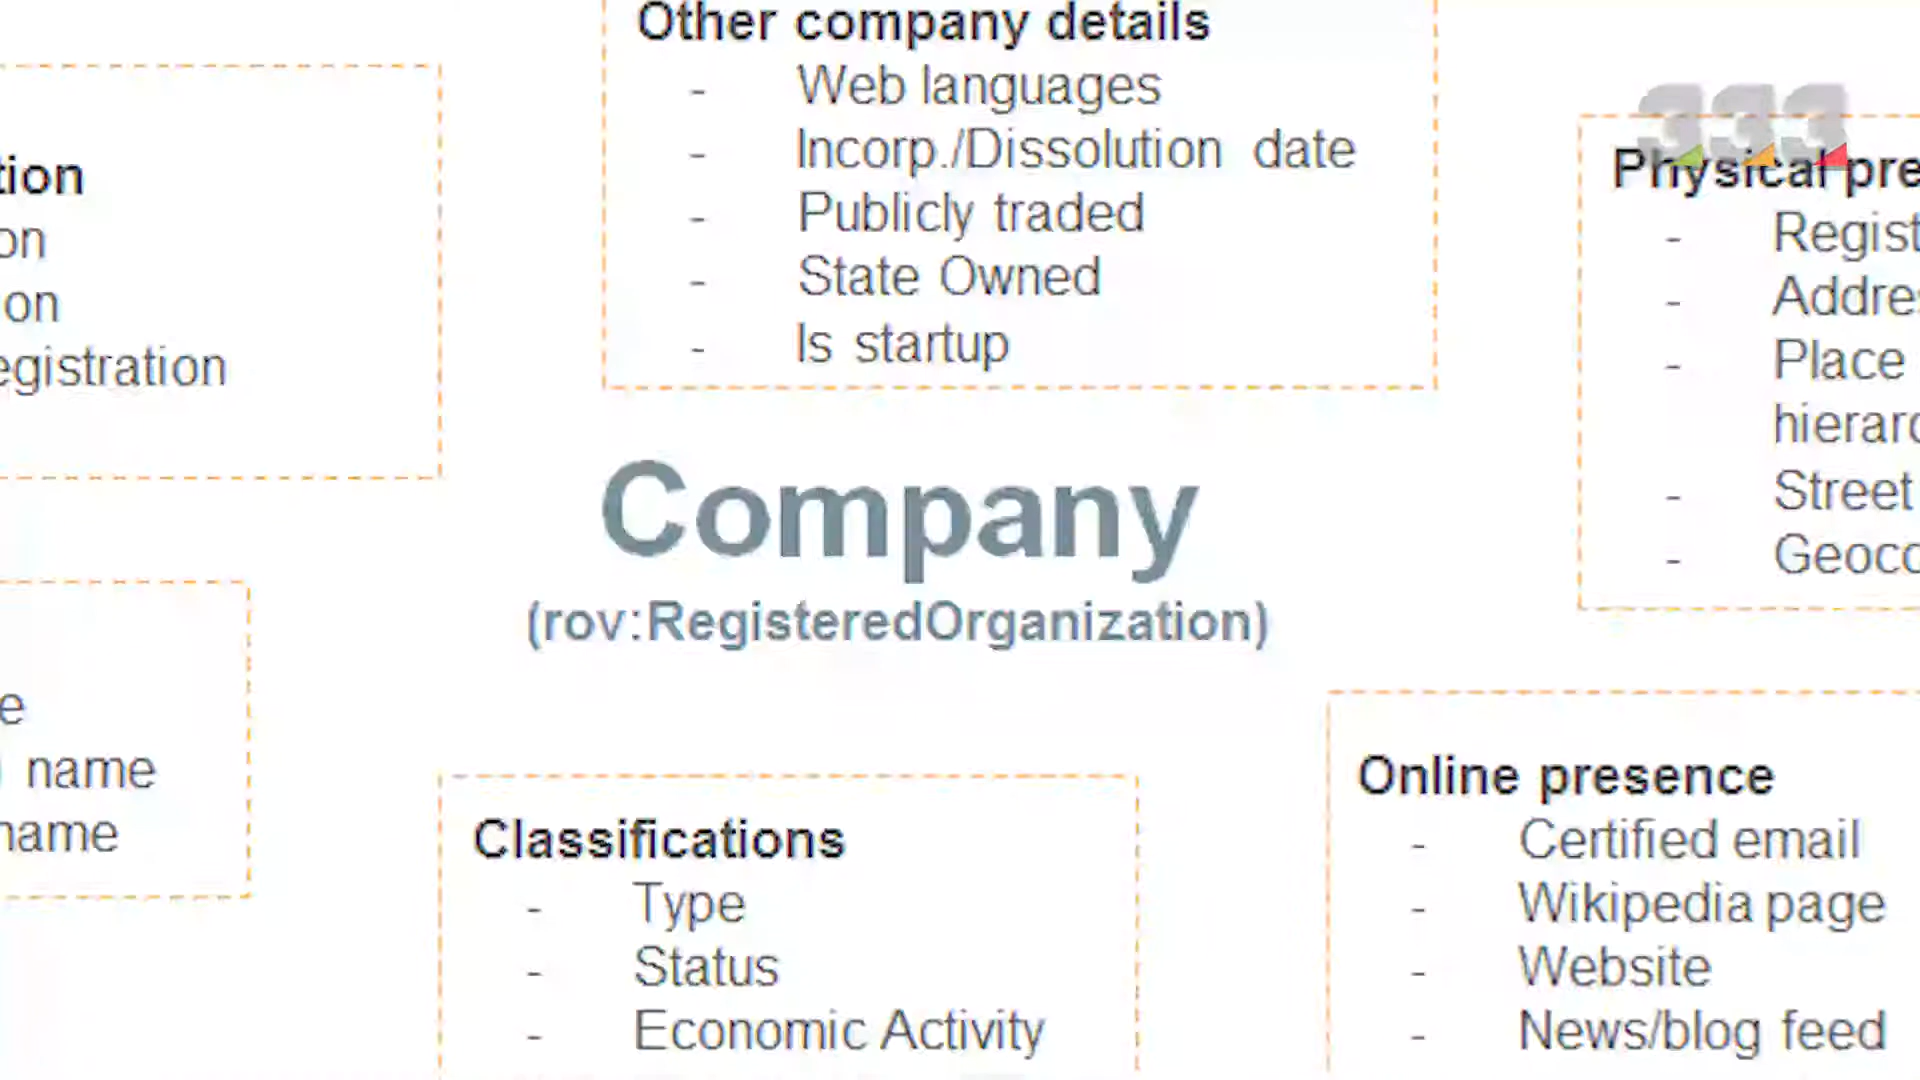 Other company details
- Web languages
- Incorp./Dissolution date
- Publicly traded
- State Owned
- Is startup
333
tion
on
on
egistration
Physical pre
- Regist
- Addres
- Place
hierarc
- Street
- Geoco
Company
(rov:RegisteredOrganization)
e
name
name
Classifications
- Type
- Status
- Economic Activity
Online presence
- Certified email
- Wikipedia page
- Website
- News/blog feed